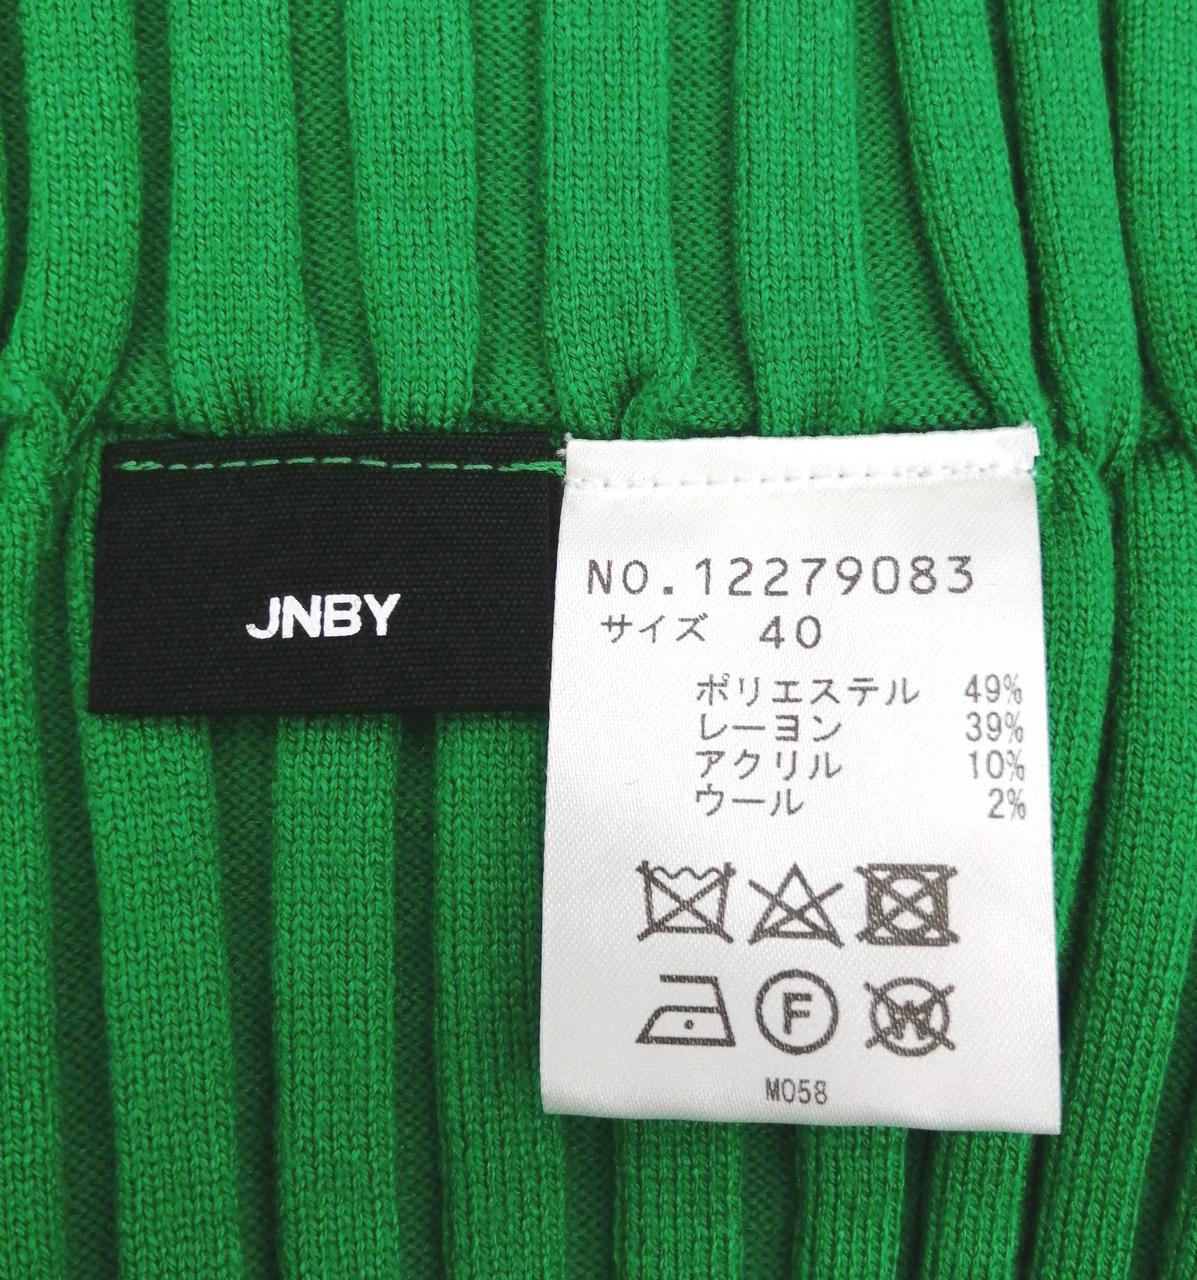 JNBY
NO.12279083
サイズ 40
ポリエステル 49%
レーヨン 39%
アクリル 10%
ウール 2%
F
W
M058